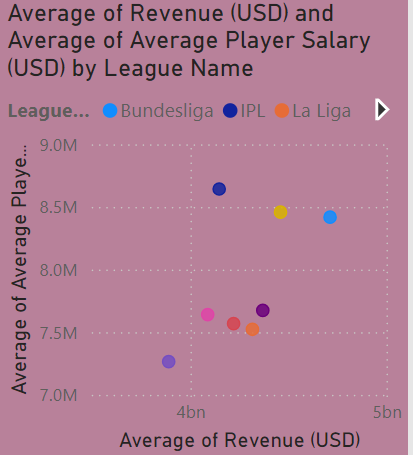 Average of Revenue (USD) and
Average of Average Player Salary
(USD) by League Name
League... Bundesliga IPL La Liga
Average of Average Playe...
9.0M
8.5M
8.0M
7.5M
7.0M
4bn 5bn
Average of Revenue (USD)